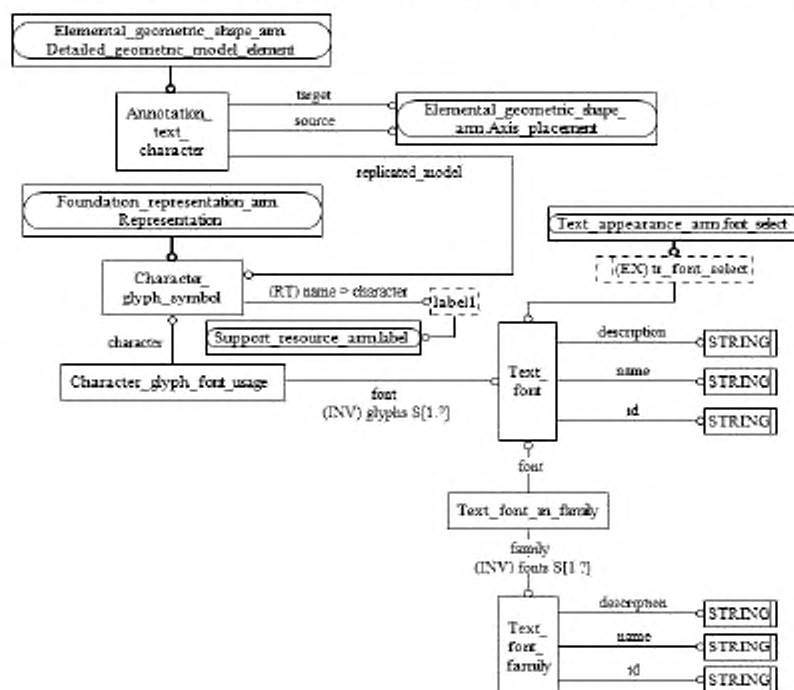 Elemental_geometric_shape_arm.
Detailed_geometric_model_element
Annotation_
text_
character
target
source
Elemental_geometric_shape_
arm.Axis_placement
replicated_model
Foundation_representation_arm.
Representation
Text_appearance_arm.font_select
(EX) tr_font_select
Character_
glyph_symbol
(RT) name > character
label1
Support_resource_arm.label
character
Character_glyph_font_usage
font
(INV) glyphs S[1.?]
Text_
font
description
STRING
name
STRING
id
STRING
font
Text_font_in_family
family
(INV) fonts S[1 ?]
Text_
font_
family
description
STRING
name
STRING
id
STRING